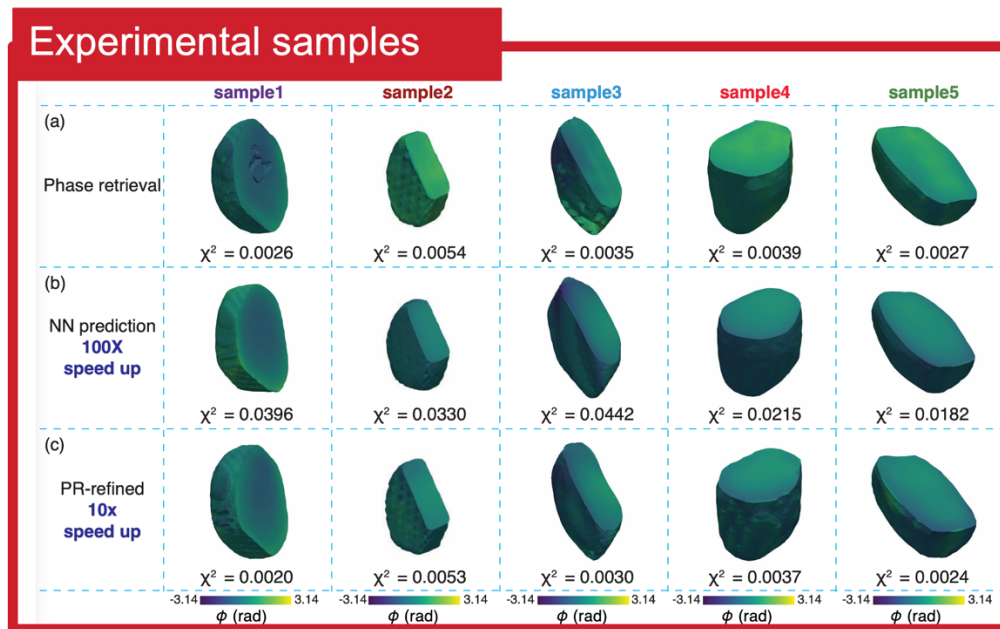 Experimental samples
sample1 sample2 sample3 sample4 sample5
(a)
Phase retrieval
χ² = 0.0026 χ² = 0.0054 χ² = 0.0035 χ² = 0.0039 χ² = 0.0027
(b)
NN prediction
100X
speed up
χ² = 0.0396 χ² = 0.0330 χ² = 0.0442 χ² = 0.0215 χ² = 0.0182
(c)
PR-refined
10x
speed up
χ² = 0.0020 χ² = 0.0053 χ² = 0.0030 χ² = 0.0037 χ² = 0.0024
-3.14 3.14 -3.14 3.14 -3.14 3.14 -3.14 3.14 -3.14 3.14
ϕ (rad) ϕ (rad) ϕ (rad) ϕ (rad) ϕ (rad)